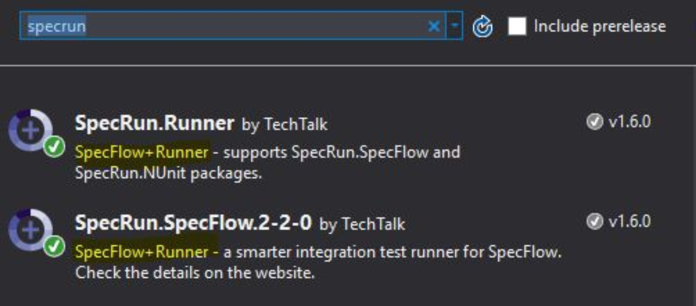 specrun
Include prerelease
SpecRun.Runner by TechTalk
v1.6.0
SpecFlow+Runner - supports SpecRun.SpecFlow and
SpecRun.NUnit packages.
SpecRun.SpecFlow.2-2-0 by TechTalk
v1.6.0
SpecFlow+Runner - a smarter integration test runner for SpecFlow.
Check the details on the website.